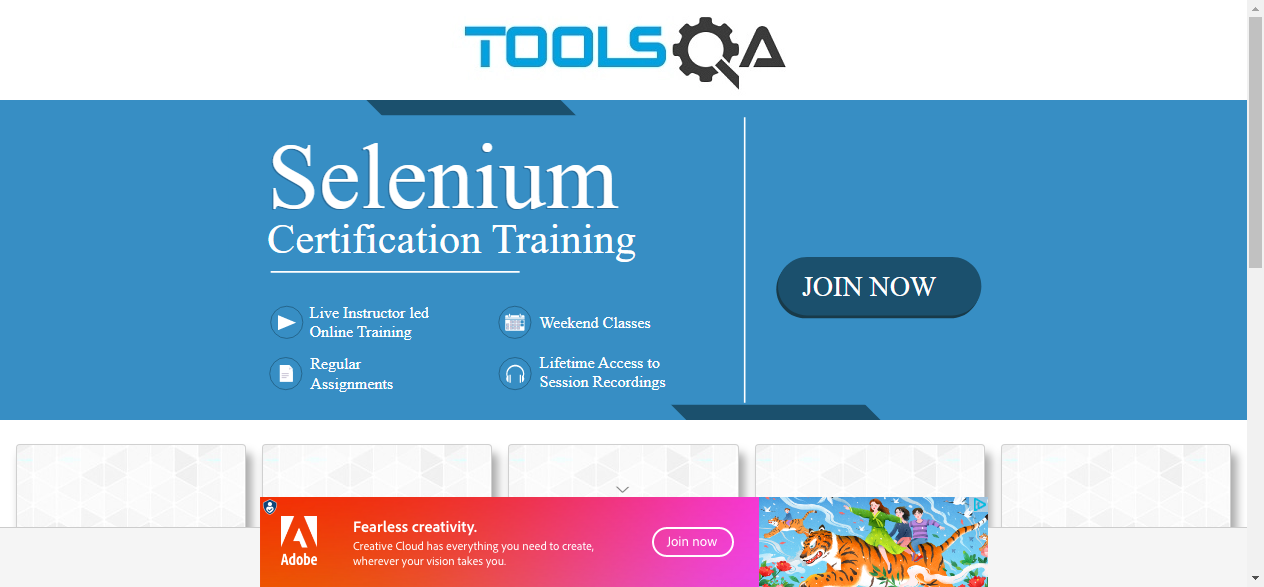 TOOLSQA
Selenium
Certification Training
JOIN NOW
Live Instructor led
Online Training
Weekend Classes
Regular
Assignments
Lifetime Access to
Session Recordings
Adobe
Fearless creativity.
Creative Cloud has everything you need to create,
wherever your vision takes you.
Join now